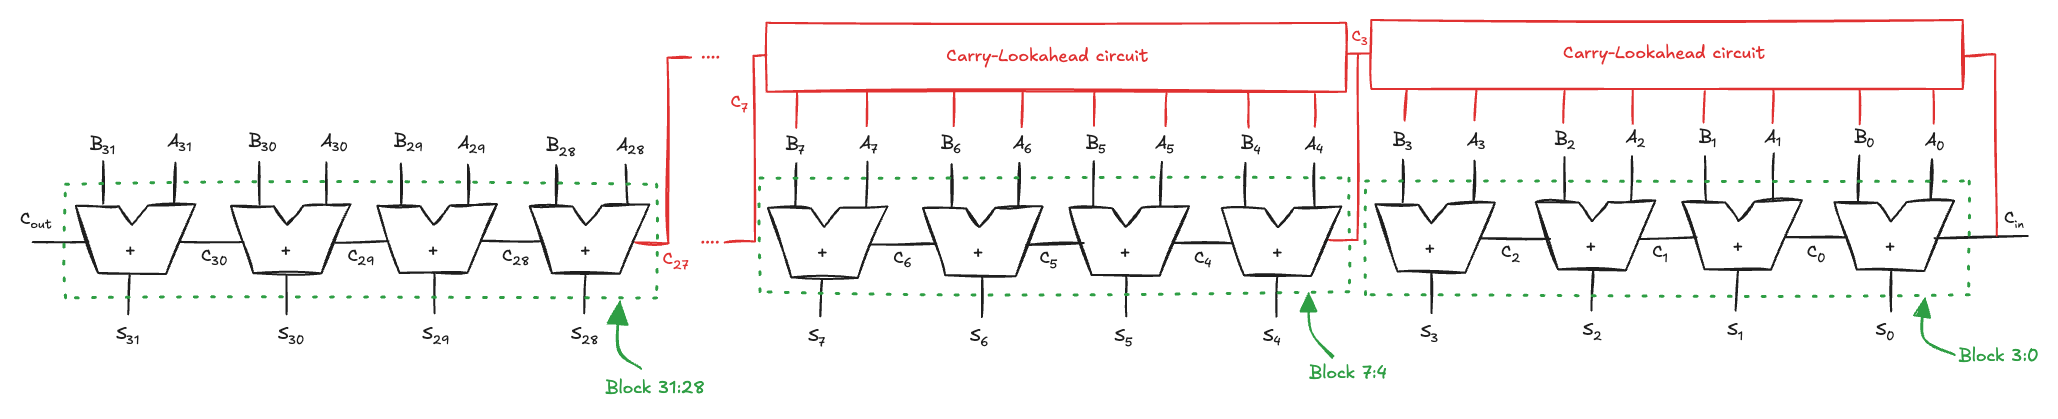 Carry-Lookahead circuit C₃ Carry-Lookahead circuit
.... C₇
B₃₁ A₃₁ B₃₀ A₃₀ B₂₉ A₂₉ B₂₈ A₂₈ B₇ A₇ B₆ A₆ B₅ A₅ B₄ A₄ B₃ A₃ B₂ A₂ B₁ A₁ B₀ A₀
Cout + C₃₀ + C₂₉ + C₂₈ + C₂₇ .... + C₆ + C₅ + C₄ + + C₂ + C₁ + C₀ + Cin
S₃₁ S₃₀ S₂₉ S₂₈ S₇ S₆ S₅ S₄ S₃ S₂ S₁ S₀
Block 31:28 Block 7:4 Block 3:0